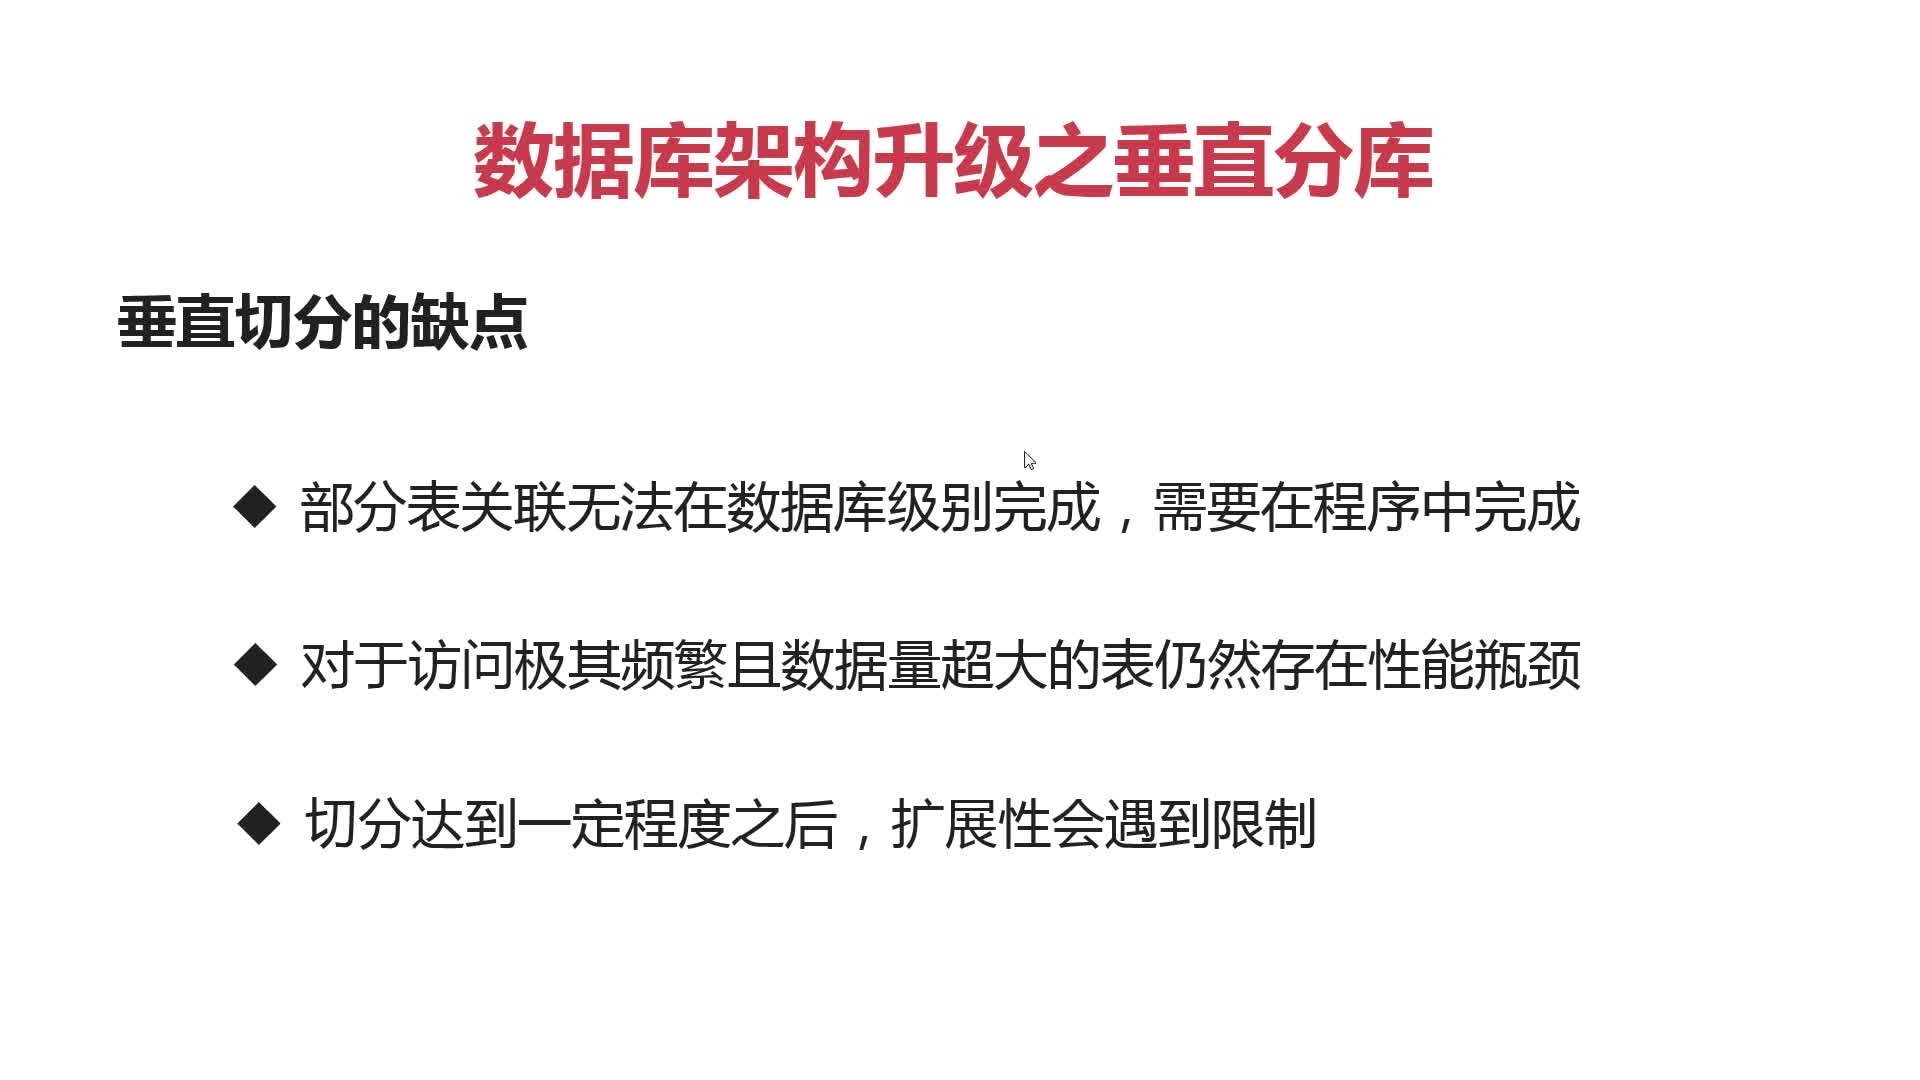 数据库架构升级之垂直分库
垂直切分的缺点
◆ 部分表关联无法在数据库级别完成，需要在程序中完成
◆ 对于访问极其频繁且数据量超大的表仍然存在性能瓶颈
◆ 切分达到一定程度之后，扩展性会遇到限制